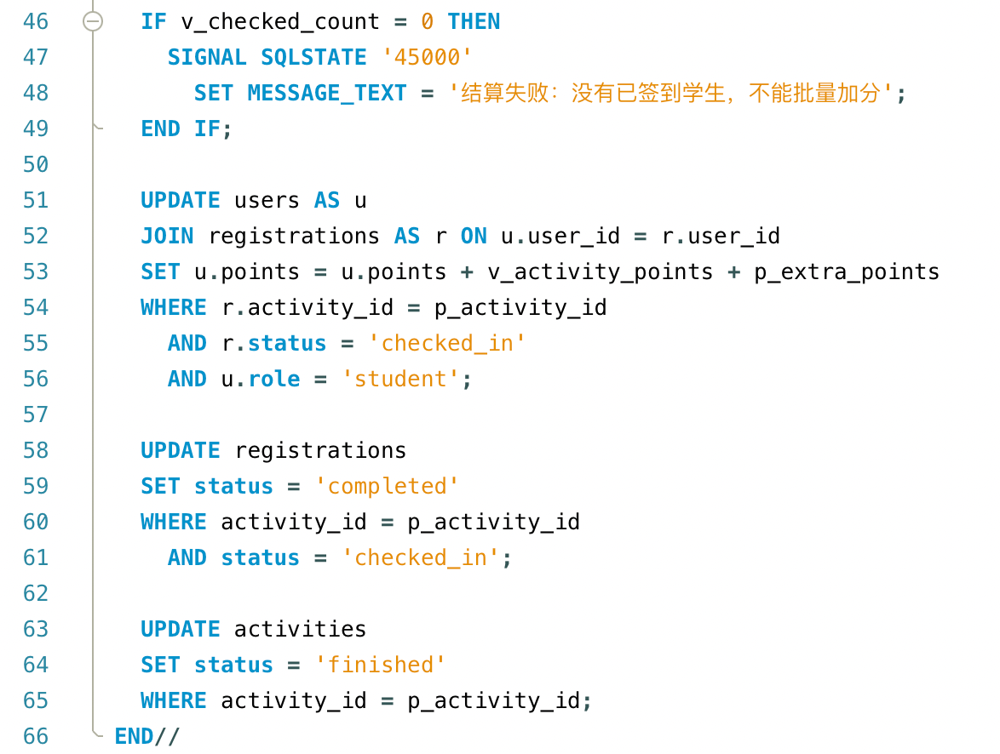 46 IF v_checked_count = 0 THEN
47 SIGNAL SQLSTATE '45000'
48 SET MESSAGE_TEXT = '结算失败：没有已签到学生，不能批量加分';
49 END IF;
50
51 UPDATE users AS u
52 JOIN registrations AS r ON u.user_id = r.user_id
53 SET u.points = u.points + v_activity_points + p_extra_points
54 WHERE r.activity_id = p_activity_id
55 AND r.status = 'checked_in'
56 AND u.role = 'student';
57
58 UPDATE registrations
59 SET status = 'completed'
60 WHERE activity_id = p_activity_id
61 AND status = 'checked_in';
62
63 UPDATE activities
64 SET status = 'finished'
65 WHERE activity_id = p_activity_id;
66 END//